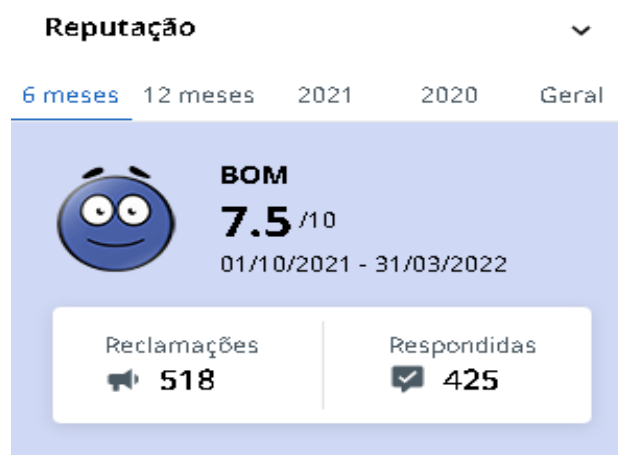 Reputação
6 meses 12 meses 2021 2020 Geral
BOM
7.5 /10
01/10/2021 - 31/03/2022
Reclamações Respondidas
518 425